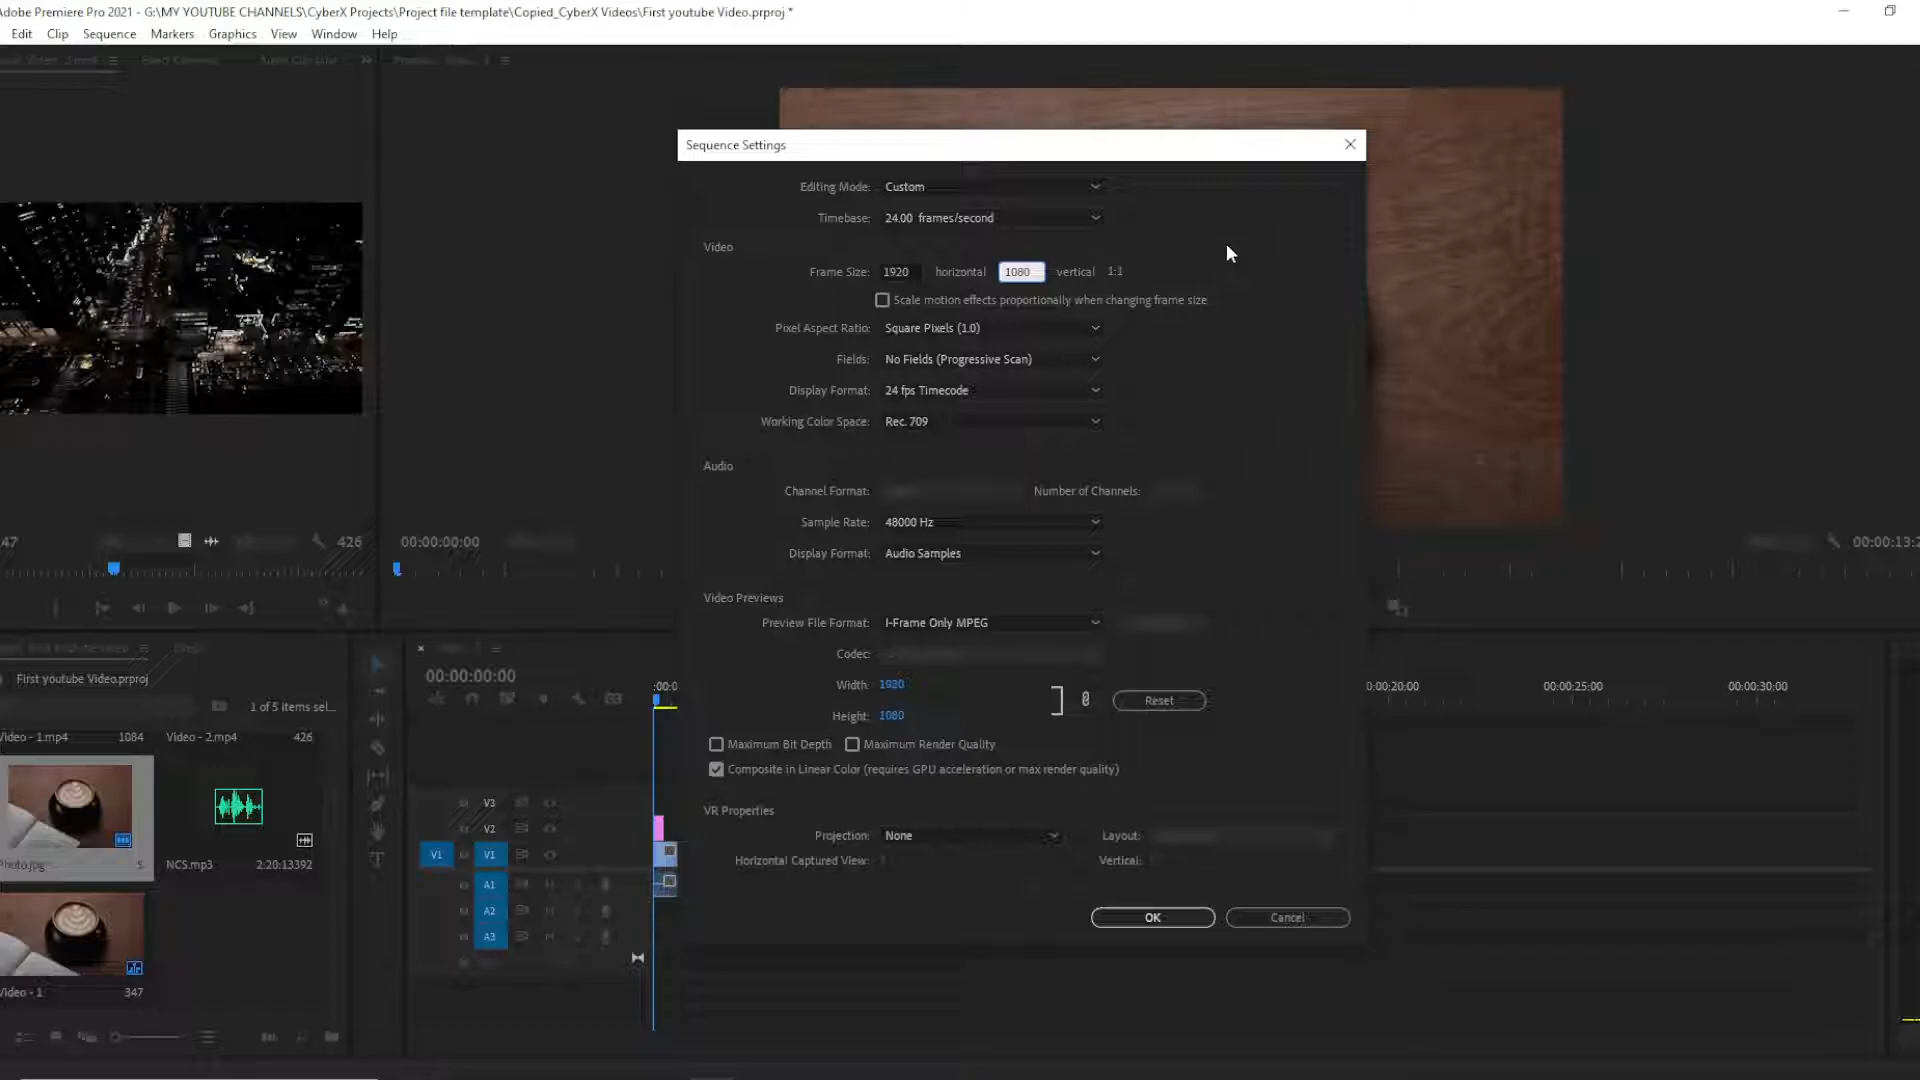 Adobe Premiere Pro 2021 - G:\MY YOUTUBE CHANNELS\CyberX Projects\Project file template\Copied_CyberX Videos\First youtube Video.prproj *
Edit Clip Sequence Markers Graphics View Window Help
Sequence Settings
Editing Mode: Custom
Timebase: 24.00 frames/second
Video
Frame Size: 1920 horizontal 1080 vertical 1:1
Scale motion effects proportionally when changing frame size
Pixel Aspect Ratio: Square Pixels (1.0)
Fields: No Fields (Progressive Scan)
Display Format: 24 fps Timecode
Working Color Space: Rec. 709
Audio
Channel Format: Number of Channels:
Sample Rate: 48000 Hz
Display Format: Audio Samples
Video Previews
Preview File Format: I-Frame Only MPEG
Codec:
Width: 1920
Height: 1080
Reset
Maximum Bit Depth Maximum Render Quality
Composite in Linear Color (requires GPU acceleration or max render quality)
VR Properties
Projection: None Layout:
Horizontal Captured View: Vertical:
OK Cancel
47 426 00:00:00:00 00:00:13:2
First youtube Video.prproj
1 of 5 items sel...
Video - 1.mp4 1084 Video - 2.mp4 426
Photo.jpg 5 NCS.mp3 2:20:13392
Video - 1 347
00:00:00:00
:00:0 0:00:20:00 00:00:25:00 00:00:30:00
V3
V2
V1 V1
A1
A2
A3